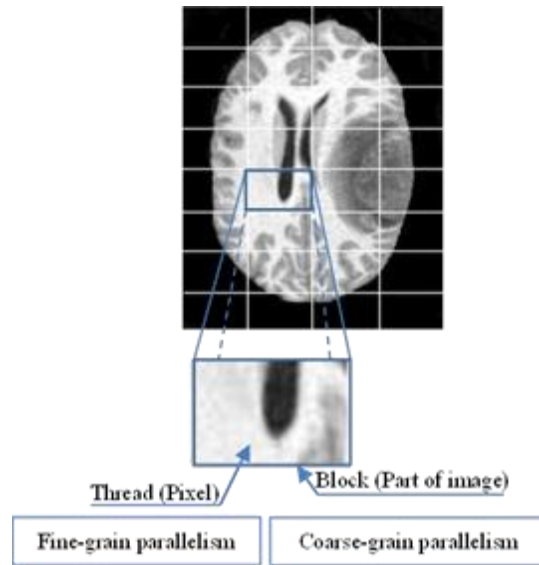 Thread (Pixel)
Block (Part of image)
Fine-grain parallelism
Coarse-grain parallelism